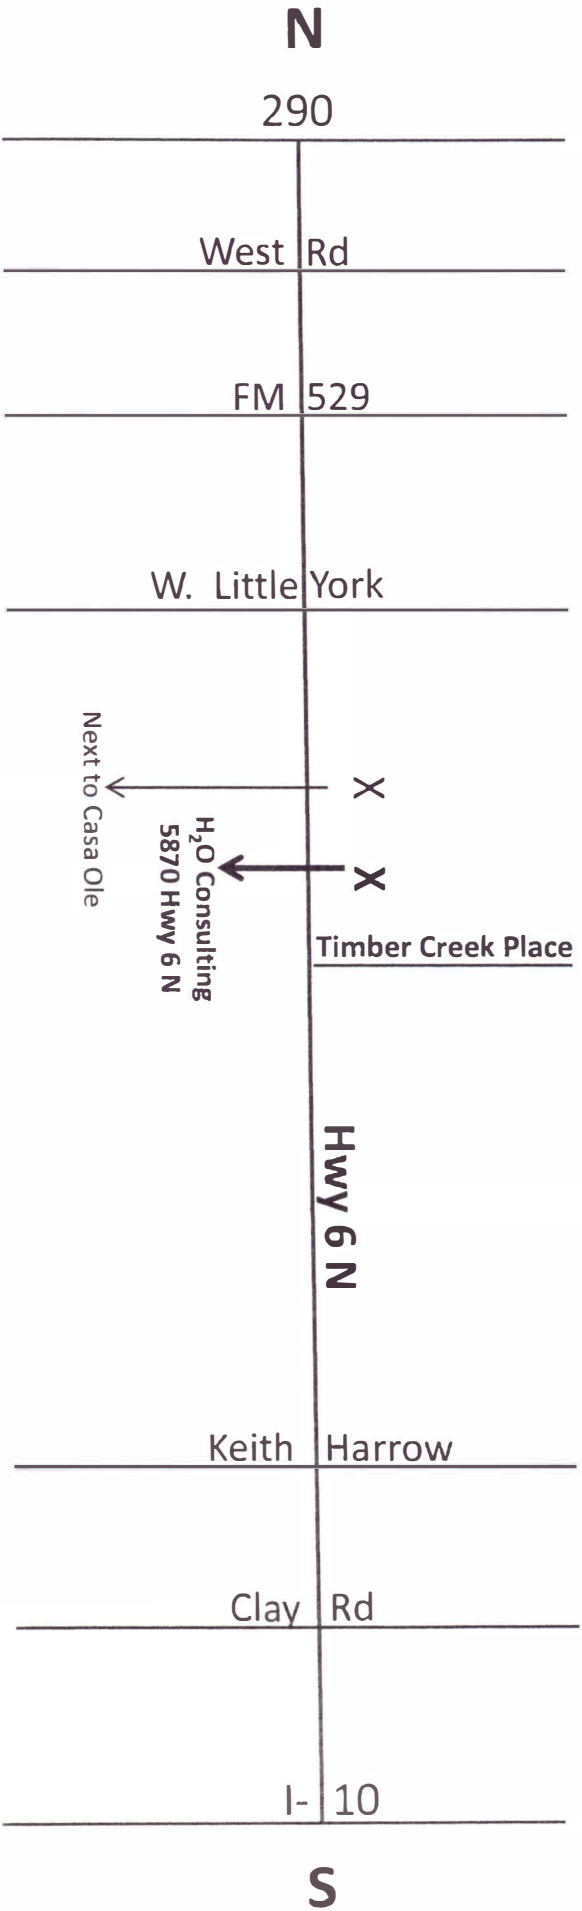 N
290
West Rd
FM 529
W. Little York
Next to Casa Ole
X
H₂O Consulting
5870 Hwy 6 N
X
Timber Creek Place
Hwy 6 N
Keith Harrow
Clay Rd
I- 10
S